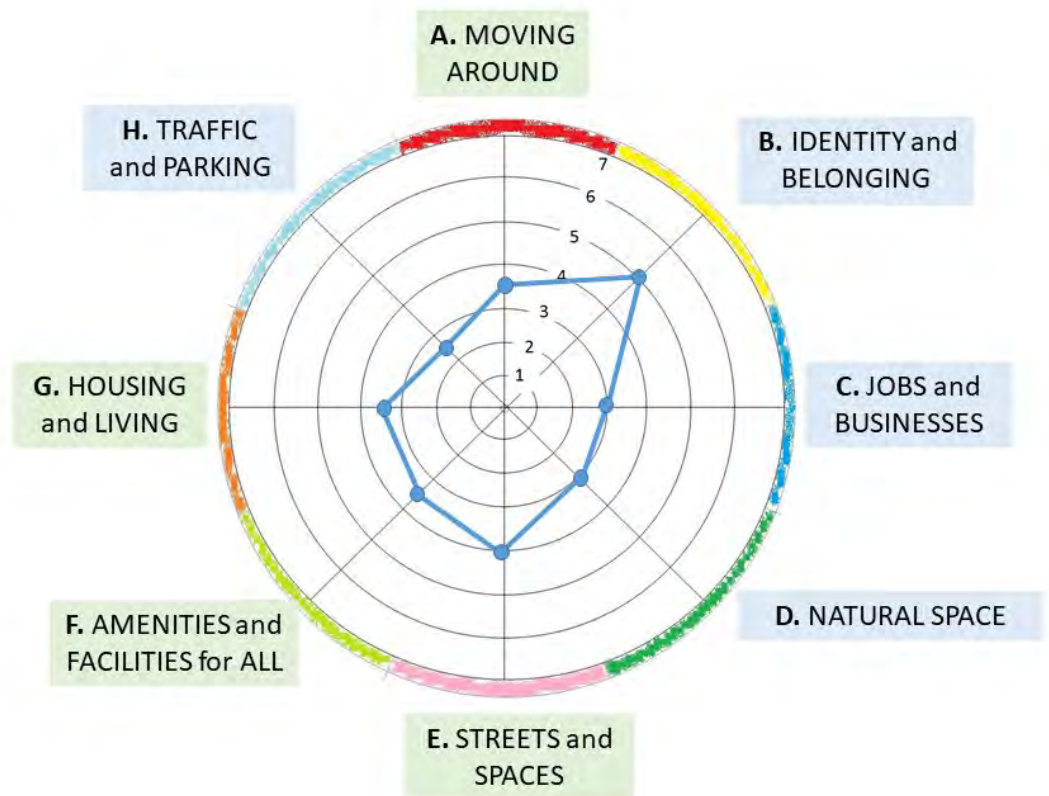 A. MOVING
AROUND
H. TRAFFIC
and PARKING
B. IDENTITY and
BELONGING
7
6
5
4
3
2
1
G. HOUSING
and LIVING
C. JOBS and
BUSINESSES
F. AMENITIES and
FACILITIES for ALL
D. NATURAL SPACE
E. STREETS and
SPACES